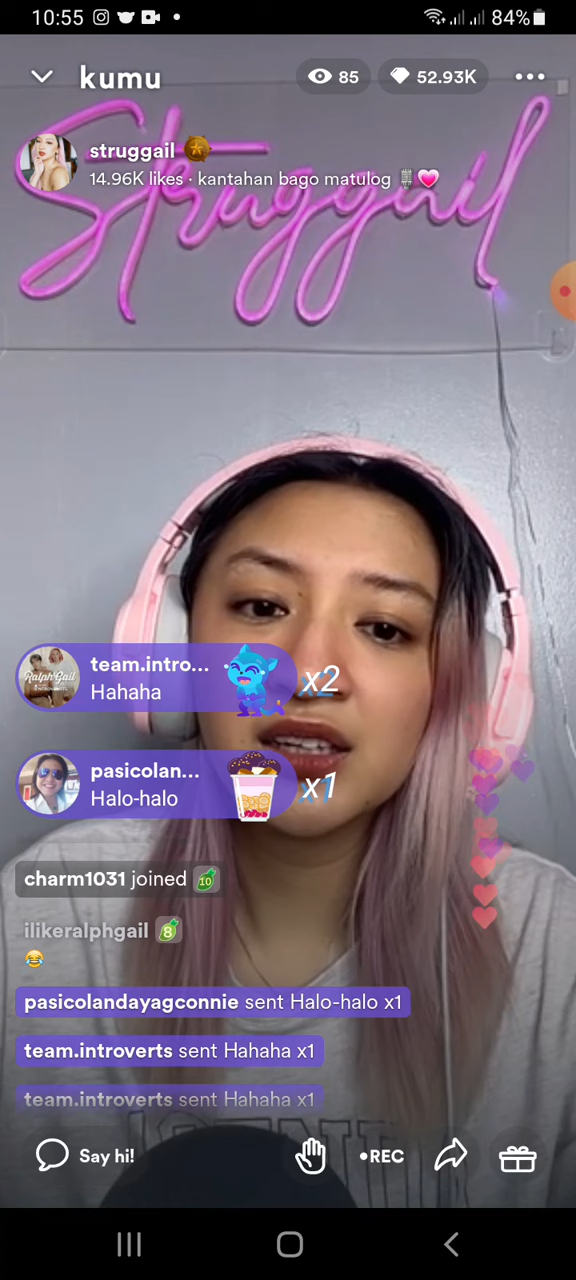 10:55
84%
kumu
85
52.93K
struggail
14.96K likes · kantahan bago matulog
Struggail
team.intro...
Hahaha
x2
Ralph Gail
pasicolan...
Halo-halo
x1
charm1031 joined 10
ilikeralphgail 8
😂
pasicolandayagconnie sent Halo-halo x1
team.introverts sent Hahaha x1
team.introverts sent Hahaha x1
Say hi!
•REC